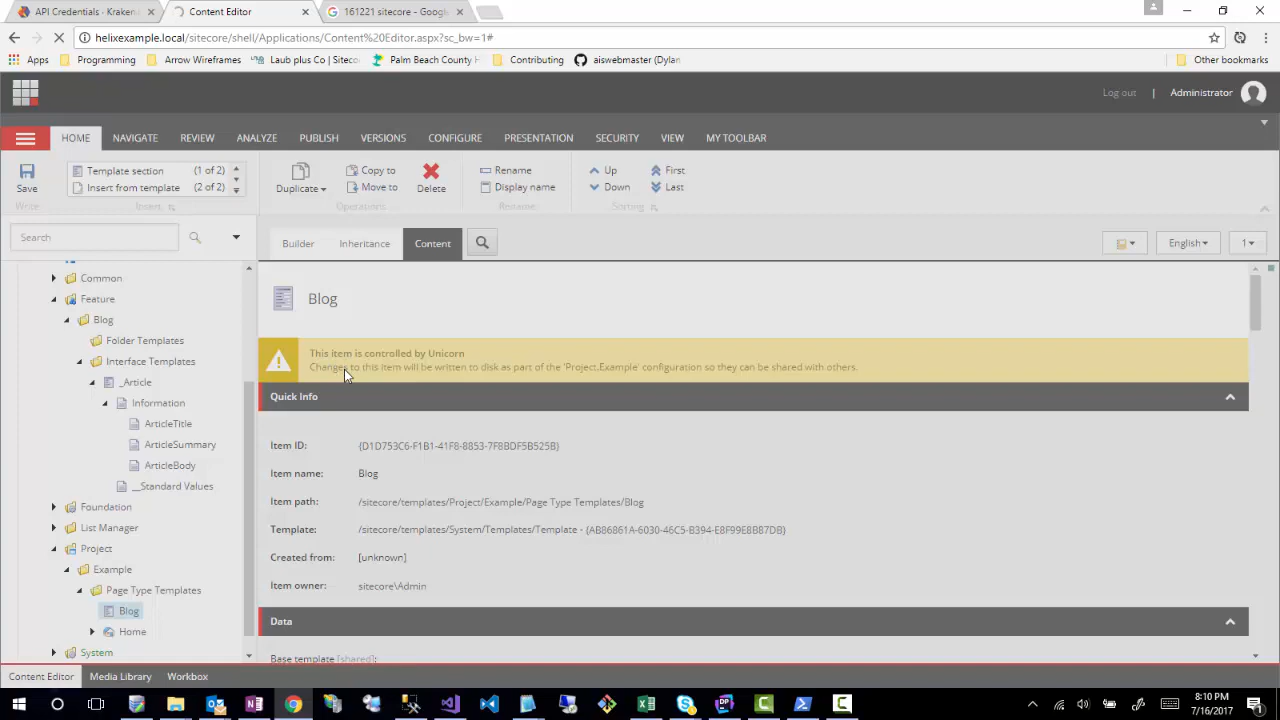 API Credentials - Kraken
Content Editor
161221 sitecore - Google
helixexample.local/sitecore/shell/Applications/Content%20Editor.aspx?sc_bw=1#
Apps
Programming
Arrow Wireframes
Laub plus Co | Siteco
Palm Beach County H
Contributing
aiswebmaster (Dylan
Other bookmarks
Log out | Administrator
HOME NAVIGATE REVIEW ANALYZE PUBLISH VERSIONS CONFIGURE PRESENTATION SECURITY VIEW MY TOOLBAR
Save
Write
Template section (1 of 2)
Insert from template (2 of 2)
Insert
Duplicate
Copy to
Move to
Delete
Operations
Rename
Display name
Rename
Up
Down
First
Last
Sorting
Search
Builder Inheritance Content
English 1
Common
Feature
Blog
Folder Templates
Interface Templates
_Article
Information
ArticleTitle
ArticleSummary
ArticleBody
__Standard Values
Foundation
List Manager
Project
Example
Page Type Templates
Blog
Home
System
Blog
This item is controlled by Unicorn
Changes to this item will be written to disk as part of the 'Project.Example' configuration so they can be shared with others.
Quick Info
Item ID: {D1D753C6-F1B1-41F8-8853-7F8BDF5B525B}
Item name: Blog
Item path: /sitecore/templates/Project/Example/Page Type Templates/Blog
Template: /sitecore/templates/System/Templates/Template - {AB86861A-6030-46C5-B394-E8F99E8B87DB}
Created from: [unknown]
Item owner: sitecore\Admin
Data
Base template [shared]:
Content Editor Media Library Workbox
8:10 PM
7/16/2017